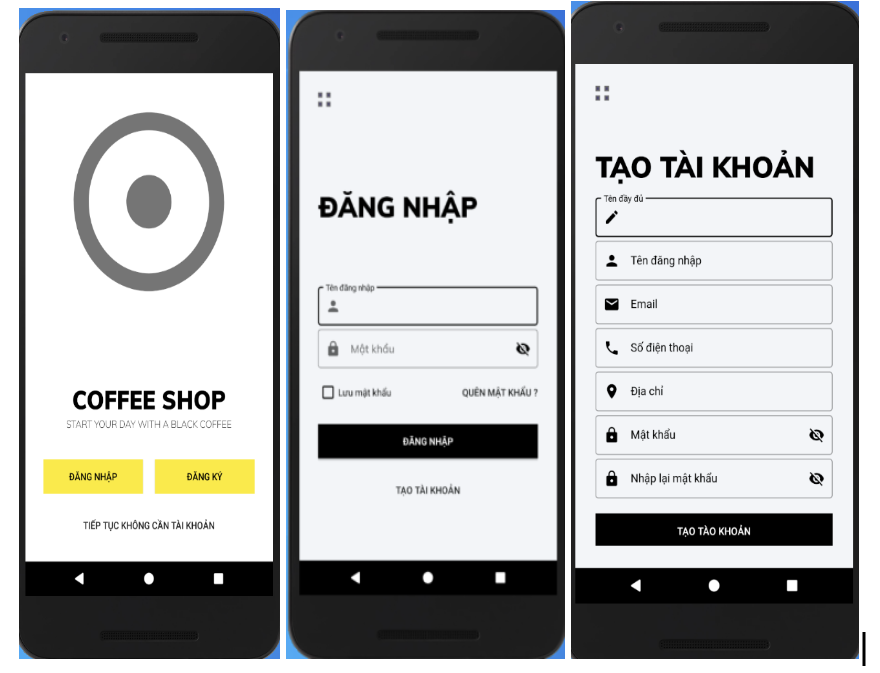 COFFEE SHOP
START YOUR DAY WITH A BLACK COFFEE
ĐĂNG NHẬP
ĐĂNG KÝ
TIẾP TỤC KHÔNG CẦN TÀI KHOẢN
ĐĂNG NHẬP
Tên đăng nhập
Một khẩu
Lưu mật khẩu
QUÊN MẬT KHẨU ?
ĐĂNG NHẬP
TẠO TÀI KHOẢN
TẠO TÀI KHOẢN
Tên đầy đủ
Tên đăng nhập
Email
Số điện thoại
Địa chỉ
Mật khẩu
Nhập lại mật khẩu
TẠO TÀO KHOẢN